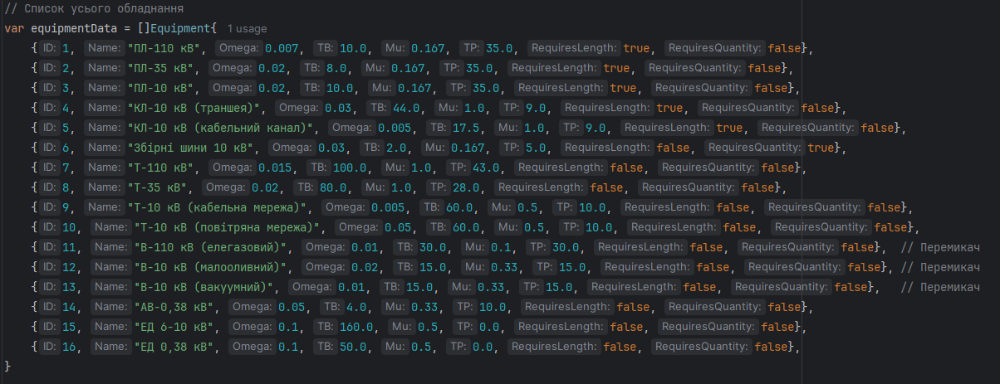 // Список усього обладнання
var equipmentData = []Equipment{ 1 usage
{ID: 1, Name: "ПЛ-110 кВ", Omega: 0.007, TB: 10.0, Mu: 0.167, TP: 35.0, RequiresLength: true, RequiresQuantity: false},
{ID: 2, Name: "ПЛ-35 кВ", Omega: 0.02, TB: 8.0, Mu: 0.167, TP: 35.0, RequiresLength: true, RequiresQuantity: false},
{ID: 3, Name: "ПЛ-10 кВ", Omega: 0.02, TB: 10.0, Mu: 0.167, TP: 35.0, RequiresLength: true, RequiresQuantity: false},
{ID: 4, Name: "КЛ-10 кВ (траншея)", Omega: 0.03, TB: 44.0, Mu: 1.0, TP: 9.0, RequiresLength: true, RequiresQuantity: false},
{ID: 5, Name: "КЛ-10 кВ (кабельний канал)", Omega: 0.005, TB: 17.5, Mu: 1.0, TP: 9.0, RequiresLength: true, RequiresQuantity: false},
{ID: 6, Name: "Збірні шини 10 кВ", Omega: 0.03, TB: 2.0, Mu: 0.167, TP: 5.0, RequiresLength: false, RequiresQuantity: true},
{ID: 7, Name: "Т-110 кВ", Omega: 0.015, TB: 100.0, Mu: 1.0, TP: 43.0, RequiresLength: false, RequiresQuantity: false},
{ID: 8, Name: "Т-35 кВ", Omega: 0.02, TB: 80.0, Mu: 1.0, TP: 28.0, RequiresLength: false, RequiresQuantity: false},
{ID: 9, Name: "Т-10 кВ (кабельна мережа)", Omega: 0.005, TB: 60.0, Mu: 0.5, TP: 10.0, RequiresLength: false, RequiresQuantity: false},
{ID: 10, Name: "Т-10 кВ (повітряна мережа)", Omega: 0.05, TB: 60.0, Mu: 0.5, TP: 10.0, RequiresLength: false, RequiresQuantity: false},
{ID: 11, Name: "В-110 кВ (елегазовий)", Omega: 0.01, TB: 30.0, Mu: 0.1, TP: 30.0, RequiresLength: false, RequiresQuantity: false}, // Перемикач
{ID: 12, Name: "В-10 кВ (малооливний)", Omega: 0.02, TB: 15.0, Mu: 0.33, TP: 15.0, RequiresLength: false, RequiresQuantity: false}, // Перемикач
{ID: 13, Name: "В-10 кВ (вакуумний)", Omega: 0.01, TB: 15.0, Mu: 0.33, TP: 15.0, RequiresLength: false, RequiresQuantity: false}, // Перемикач
{ID: 14, Name: "АВ-0,38 кВ", Omega: 0.05, TB: 4.0, Mu: 0.33, TP: 10.0, RequiresLength: false, RequiresQuantity: false},
{ID: 15, Name: "ЕД 6-10 кВ", Omega: 0.1, TB: 160.0, Mu: 0.5, TP: 0.0, RequiresLength: false, RequiresQuantity: false},
{ID: 16, Name: "ЕД 0,38 кВ", Omega: 0.1, TB: 50.0, Mu: 0.5, TP: 0.0, RequiresLength: false, RequiresQuantity: false},
}